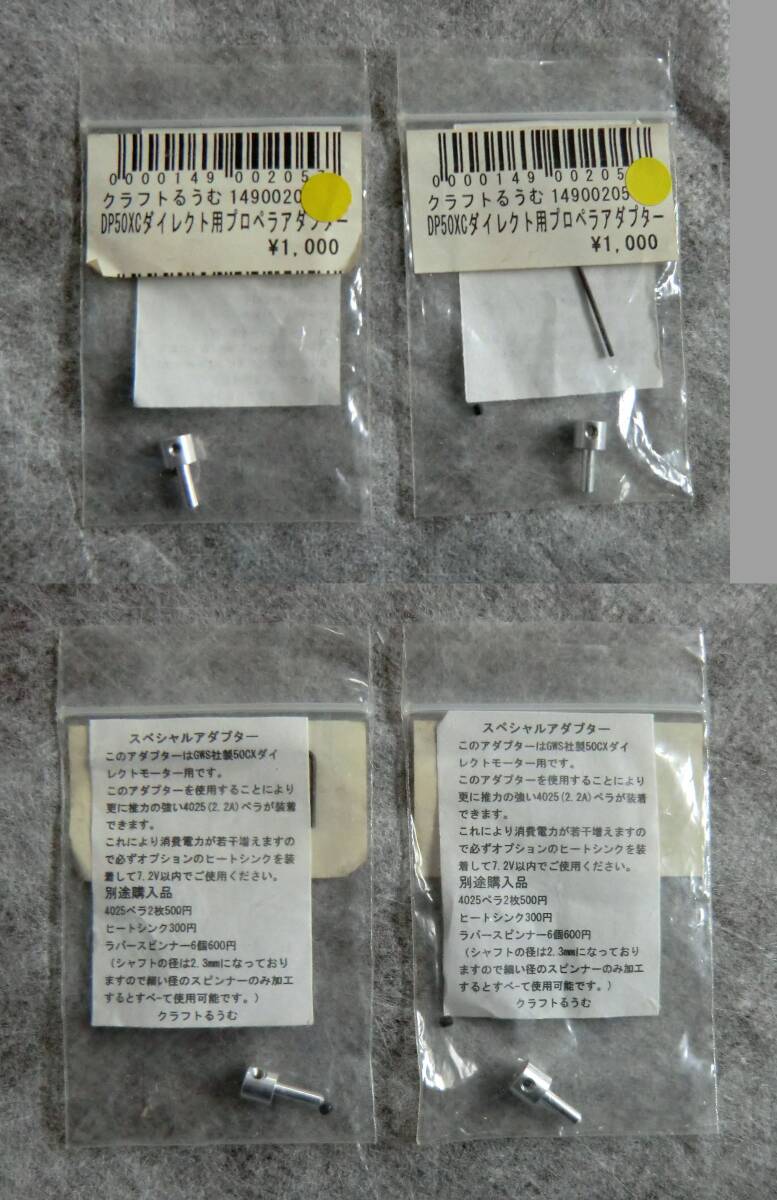 0000149 00205
クラフトるうむ 1490020
DP50XCダイレクト用プロペラアダプター
¥1,000
0000149 00205
クラフトるうむ 14900205
DP50XCダイレクト用プロペラアダプター
¥1,000
スペシャルアダプター
このアダプターはGWS社製50CXダイ
レクトモーター用です。
このアダプターを使用することにより
更に推力の強い4025(2.2A)ペラが装着
できます。
これにより消費電力が若干増えますの
で必ずオプションのヒートシンクを装
着して7.2V以内でご使用ください。
別途購入品
4025ペラ2枚500円
ヒートシンク300円
ラバースピンナー6個600円
(シャフトの径は2.3mmになっており
ますので細い径のスピンナーのみ加工
するとすべ-て使用可能です。)
クラフトるうむ
スペシャルアダプター
このアダプターはGWS社製50CXダイ
レクトモーター用です。
このアダプターを使用することにより
更に推力の強い4025(2.2A)ペラが装着
できます。
これにより消費電力が若干増えますの
で必ずオプションのヒートシンクを装
着して7.2V以内でご使用ください。
別途購入品
4025ペラ2枚500円
ヒートシンク300円
ラバースピンナー6個600円
(シャフトの径は2.3mmになっており
ますので細い径のスピンナーのみ加工
するとすべ-て使用可能です。)
クラフトるうむ